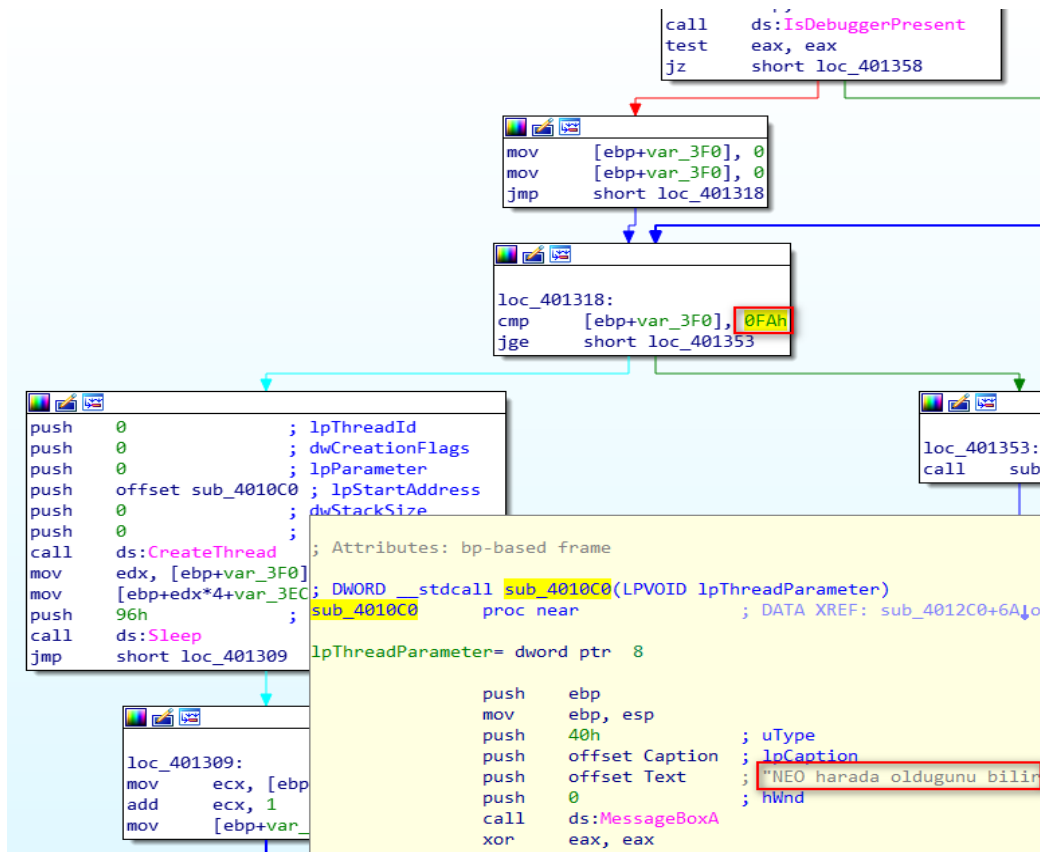 call ds:IsDebuggerPresent
test eax, eax
jz short loc_401358
mov [ebp+var_3F0], 0
mov [ebp+var_3F0], 0
jmp short loc_401318
loc_401318:
cmp [ebp+var_3F0], 0FAh
jge short loc_401353
push 0 ; lpThreadId
push 0 ; dwCreationFlags
push 0 ; lpParameter
push offset sub_4010C0 ; lpStartAddress
push 0 ; dwStackSize
push 0 ;
call ds:CreateThread
mov edx, [ebp+var_3F0]
mov [ebp+edx*4+var_3EC
push 96h ;
call ds:Sleep
jmp short loc_401309
loc_401353:
call sub
; Attributes: bp-based frame
; DWORD __stdcall sub_4010C0(LPVOID lpThreadParameter)
sub_4010C0 proc near ; DATA XREF: sub_4012C0+6A↓o
lpThreadParameter= dword ptr 8
push ebp
mov ebp, esp
push 40h ; uType
push offset Caption ; lpCaption
push offset Text ; "NEO harada oldugunu bilir
push 0 ; hWnd
call ds:MessageBoxA
xor eax, eax
loc_401309:
mov ecx, [ebp
add ecx, 1
mov [ebp+var_